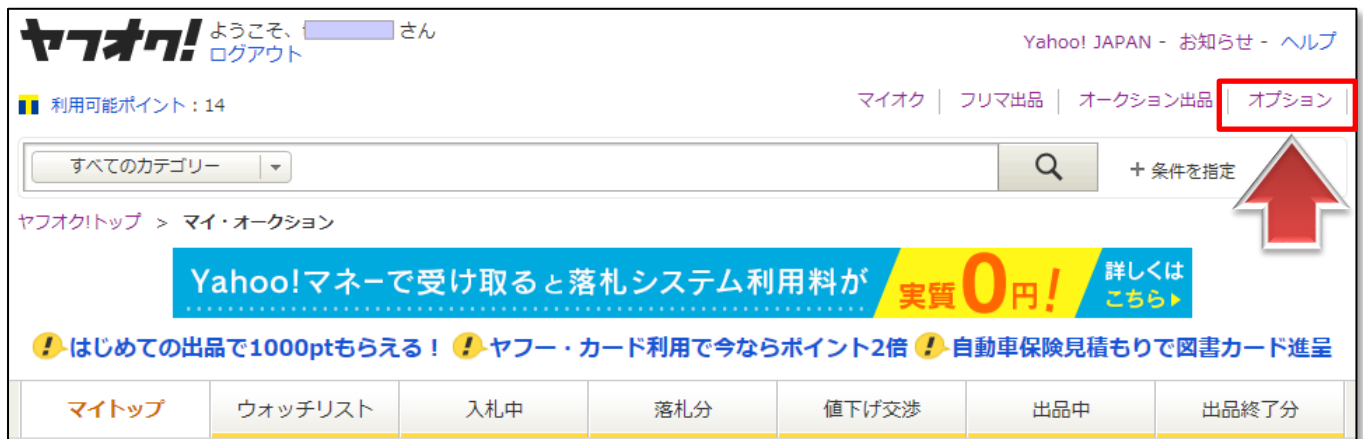 ヤフオク! ようこそ、 さん
ログアウト
Yahoo! JAPAN - お知らせ - ヘルプ
利用可能ポイント：14
マイオク | フリマ出品 | オークション出品 | オプション |
すべてのカテゴリー
+ 条件を指定
ヤフオク!トップ > マイ・オークション
Yahoo!マネーで受け取ると落札システム利用料が 実質0円! 詳しくは
こちら
はじめての出品で1000ptもらえる！ ヤフー・カード利用で今ならポイント2倍 自動車保険見積もりで図書カード進呈
マイトップ ウォッチリスト 入札中 落札分 値下げ交渉 出品中 出品終了分